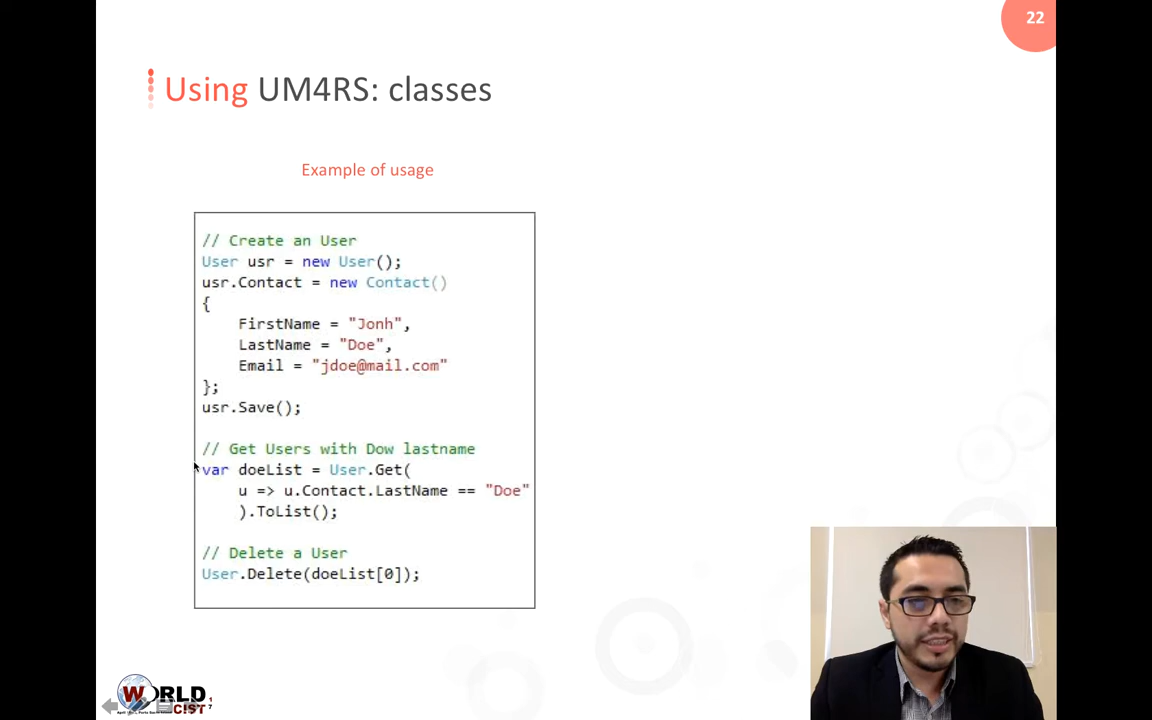 22
Using UM4RS: classes
Example of usage
// Create an User
User usr = new User();
usr.Contact = new Contact()
{
FirstName = "Jonh",
LastName = "Doe",
Email = "jdoe@mail.com"
};
usr.Save();
// Get Users with Dow lastname
var doeList = User.Get(
u => u.Contact.LastName == "Doe"
).ToList();
// Delete a User
User.Delete(doeList[0]);
WORLD
CIST